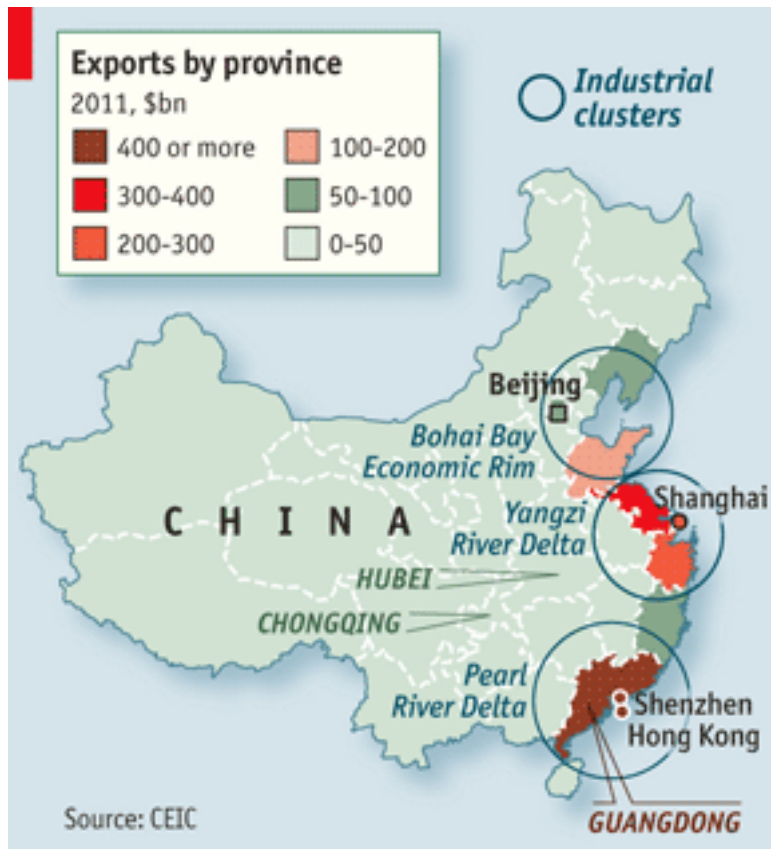 Exports by province
2011, $bn
400 or more
300-400
200-300
100-200
50-100
0-50
Industrial
clusters
Beijing
Bohai Bay
Economic Rim
Shanghai
Yangzi
River Delta
CHINA
HUBEI
CHONGQING
Pearl
River Delta
Shenzhen
Hong Kong
GUANGDONG
Source: CEIC